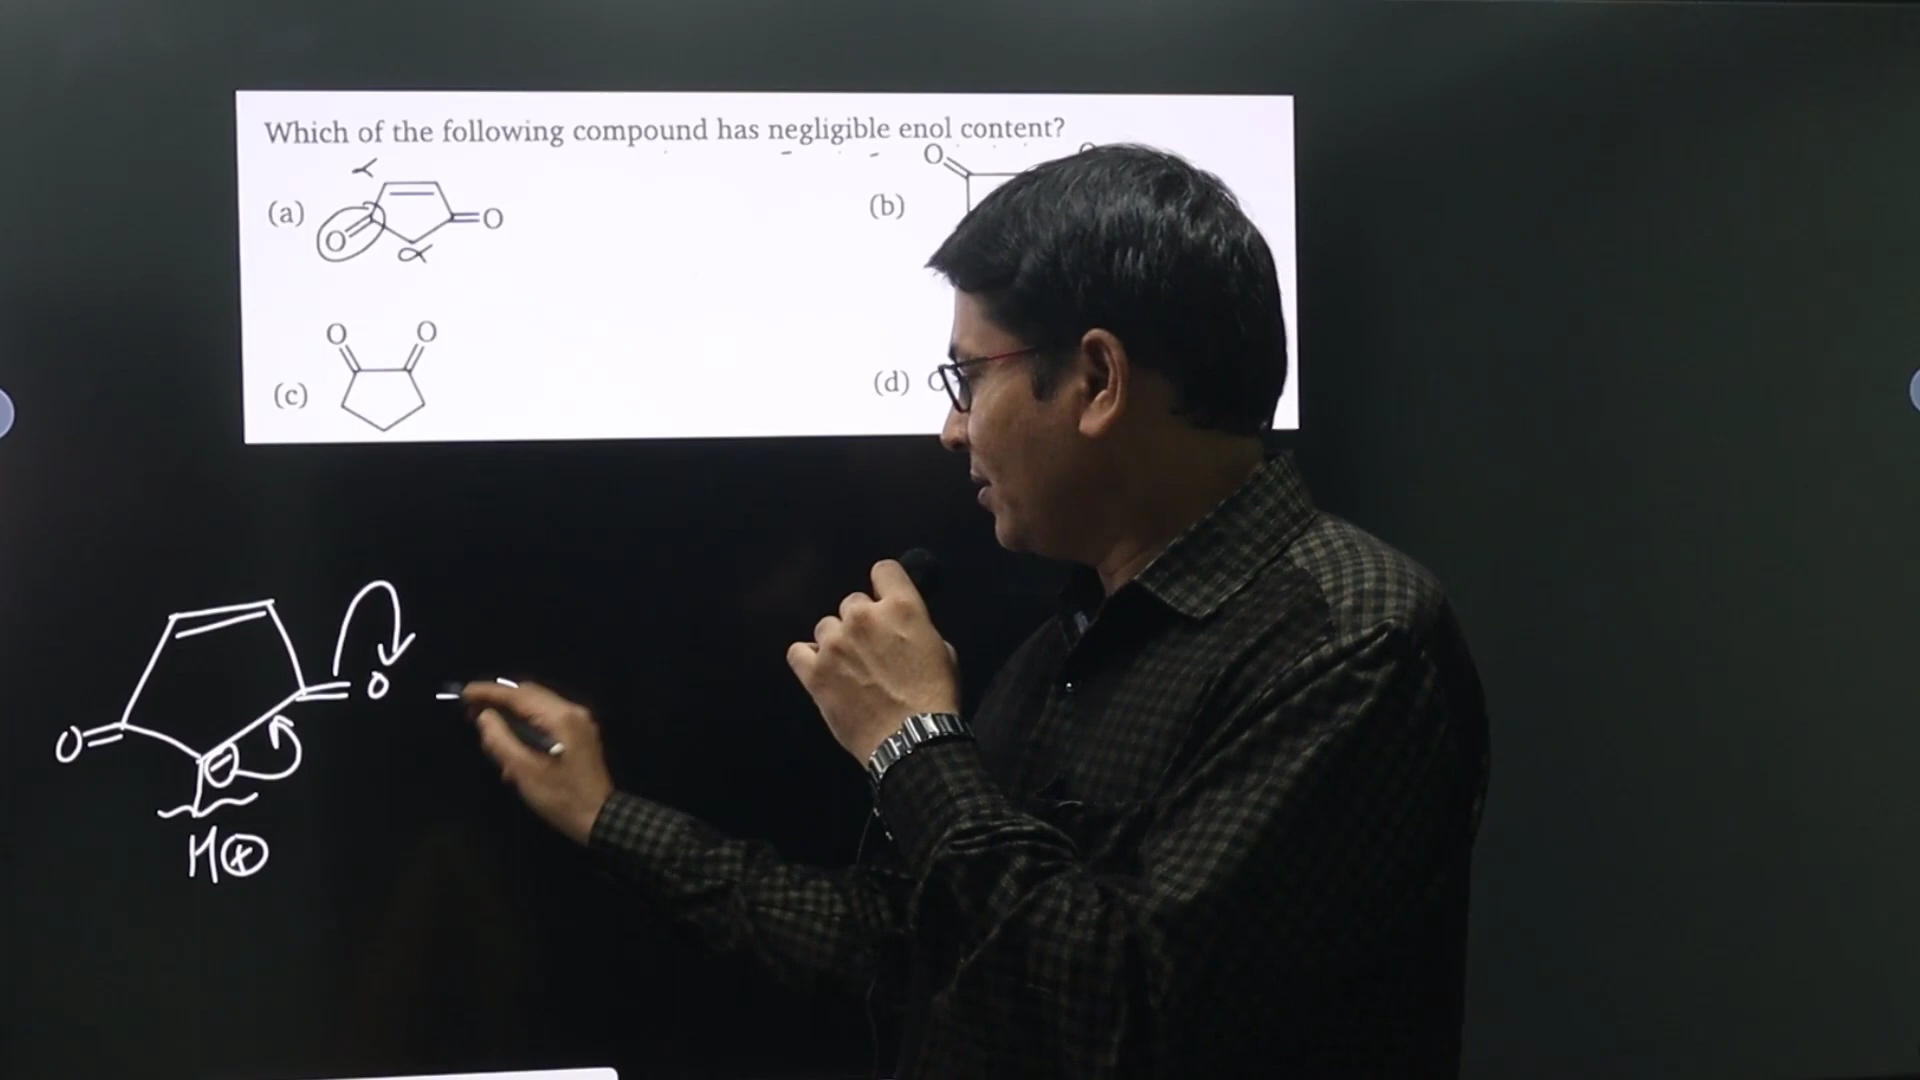 Which of the following compound has negligible enol content?
α
(a) O O
α
(b) O
O O
(c)
(d)
O
O
H⊕